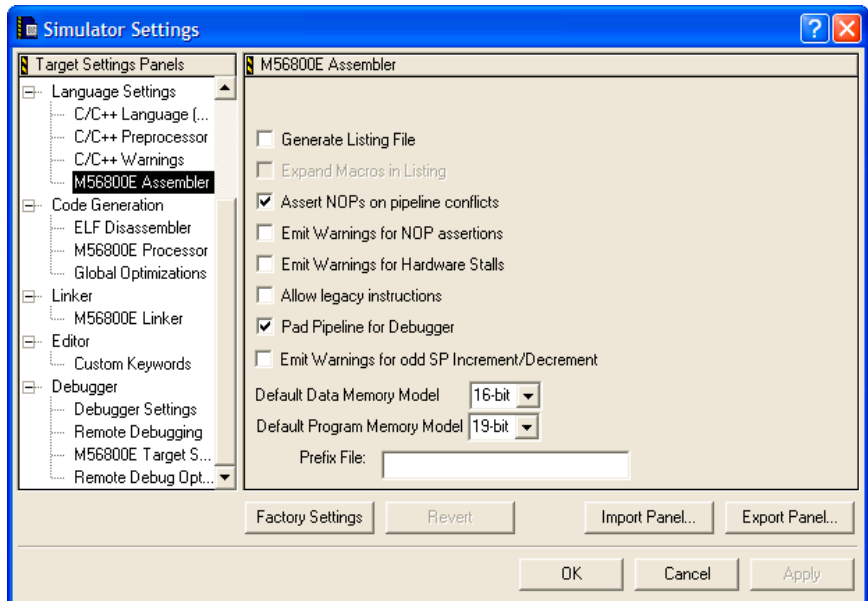 Simulator Settings
Target Settings Panels
Language Settings
C/C++ Language (...
C/C++ Preprocessor
C/C++ Warnings
M56800E Assembler
Code Generation
ELF Disassembler
M56800E Processor
Global Optimizations
Linker
M56800E Linker
Editor
Custom Keywords
Debugger
Debugger Settings
Remote Debugging
M56800E Target S...
Remote Debug Opt...
M56800E Assembler
Generate Listing File
Expand Macros in Listing
Assert NOPs on pipeline conflicts
Emit Warnings for NOP assertions
Emit Warnings for Hardware Stalls
Allow legacy instructions
Pad Pipeline for Debugger
Emit Warnings for odd SP Increment/Decrement
Default Data Memory Model 16-bit
Default Program Memory Model 19-bit
Prefix File:
Factory Settings Revert Import Panel... Export Panel...
OK Cancel Apply